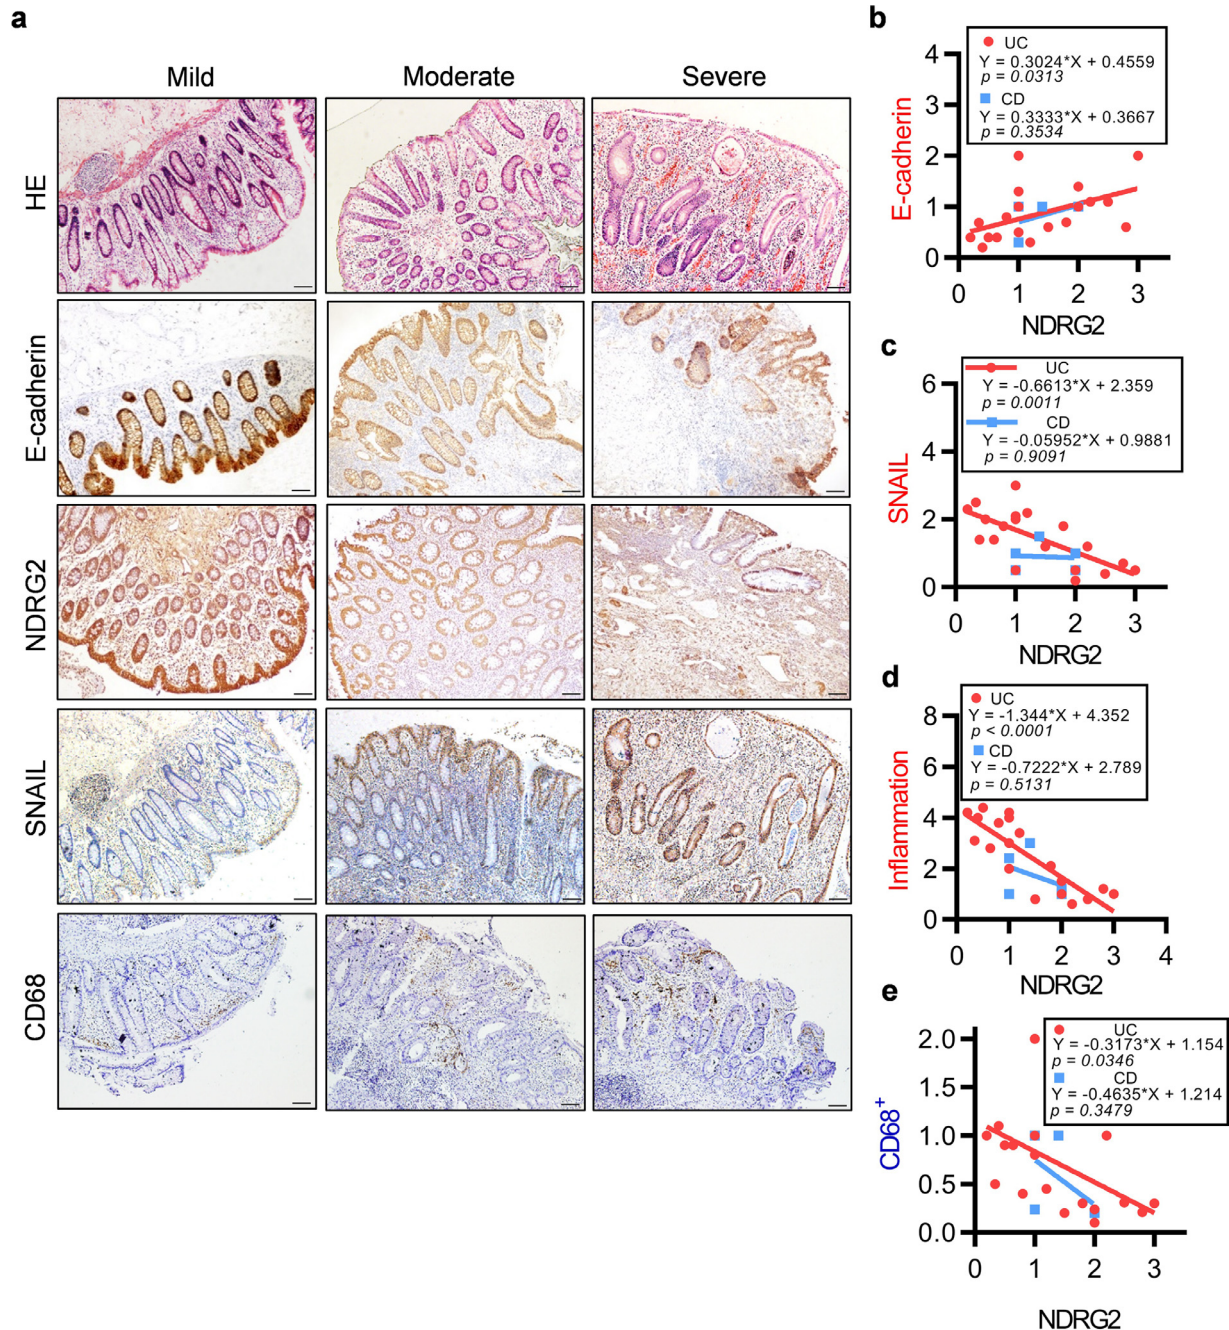 a
Mild
Moderate
Severe
HE
E-cadherin
NDRG2
SNAIL
CD68
b
UC
Y = 0.3024*X + 0.4559
p = 0.0313
CD
Y = 0.3333*X + 0.3667
p = 0.3534
E-cadherin
4
3
2
1
0
0 1 2 3
NDRG2
c
UC
Y = -0.6613*X + 2.359
p = 0.0011
CD
Y = -0.05952*X + 0.9881
p = 0.9091
SNAIL
6
4
2
0
0 1 2 3
NDRG2
d
UC
Y = -1.344*X + 4.352
p < 0.0001
CD
Y = -0.7222*X + 2.789
p = 0.5131
Inflammation
8
6
4
2
0
0 1 2 3 4
NDRG2
e
UC
Y = -0.3173*X + 1.154
p = 0.0346
CD
Y = -0.4635*X + 1.214
p = 0.3479
CD68+
2.0
1.5
1.0
0.5
0.0
0 1 2 3
NDRG2